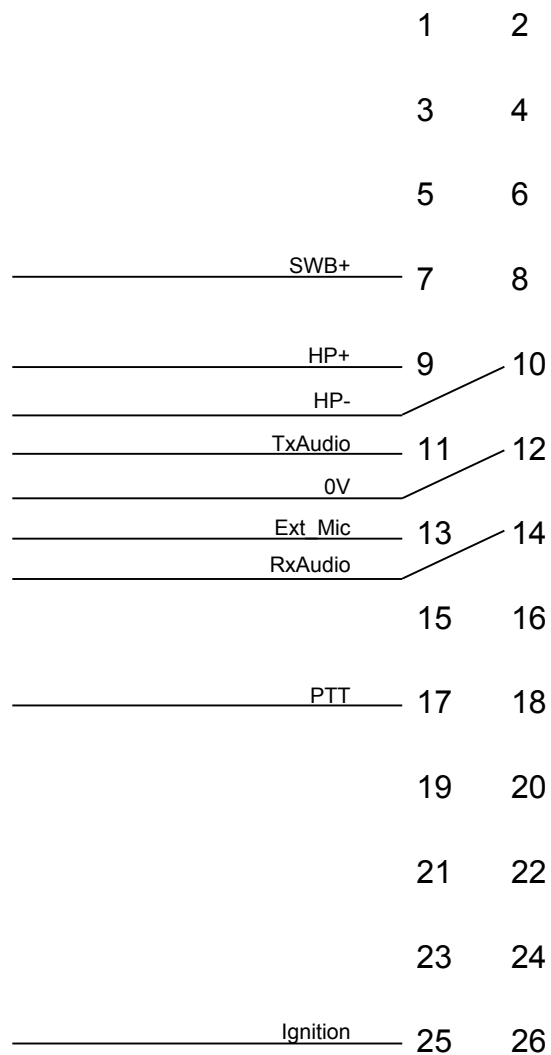 1 2
3 4
5 6
SWB+ 7 8
HP+ 9 10
HP-
TxAudio 11 12
0V
Ext_Mic 13 14
RxAudio
15 16
PTT 17 18
19 20
21 22
23 24
Ignition 25 26